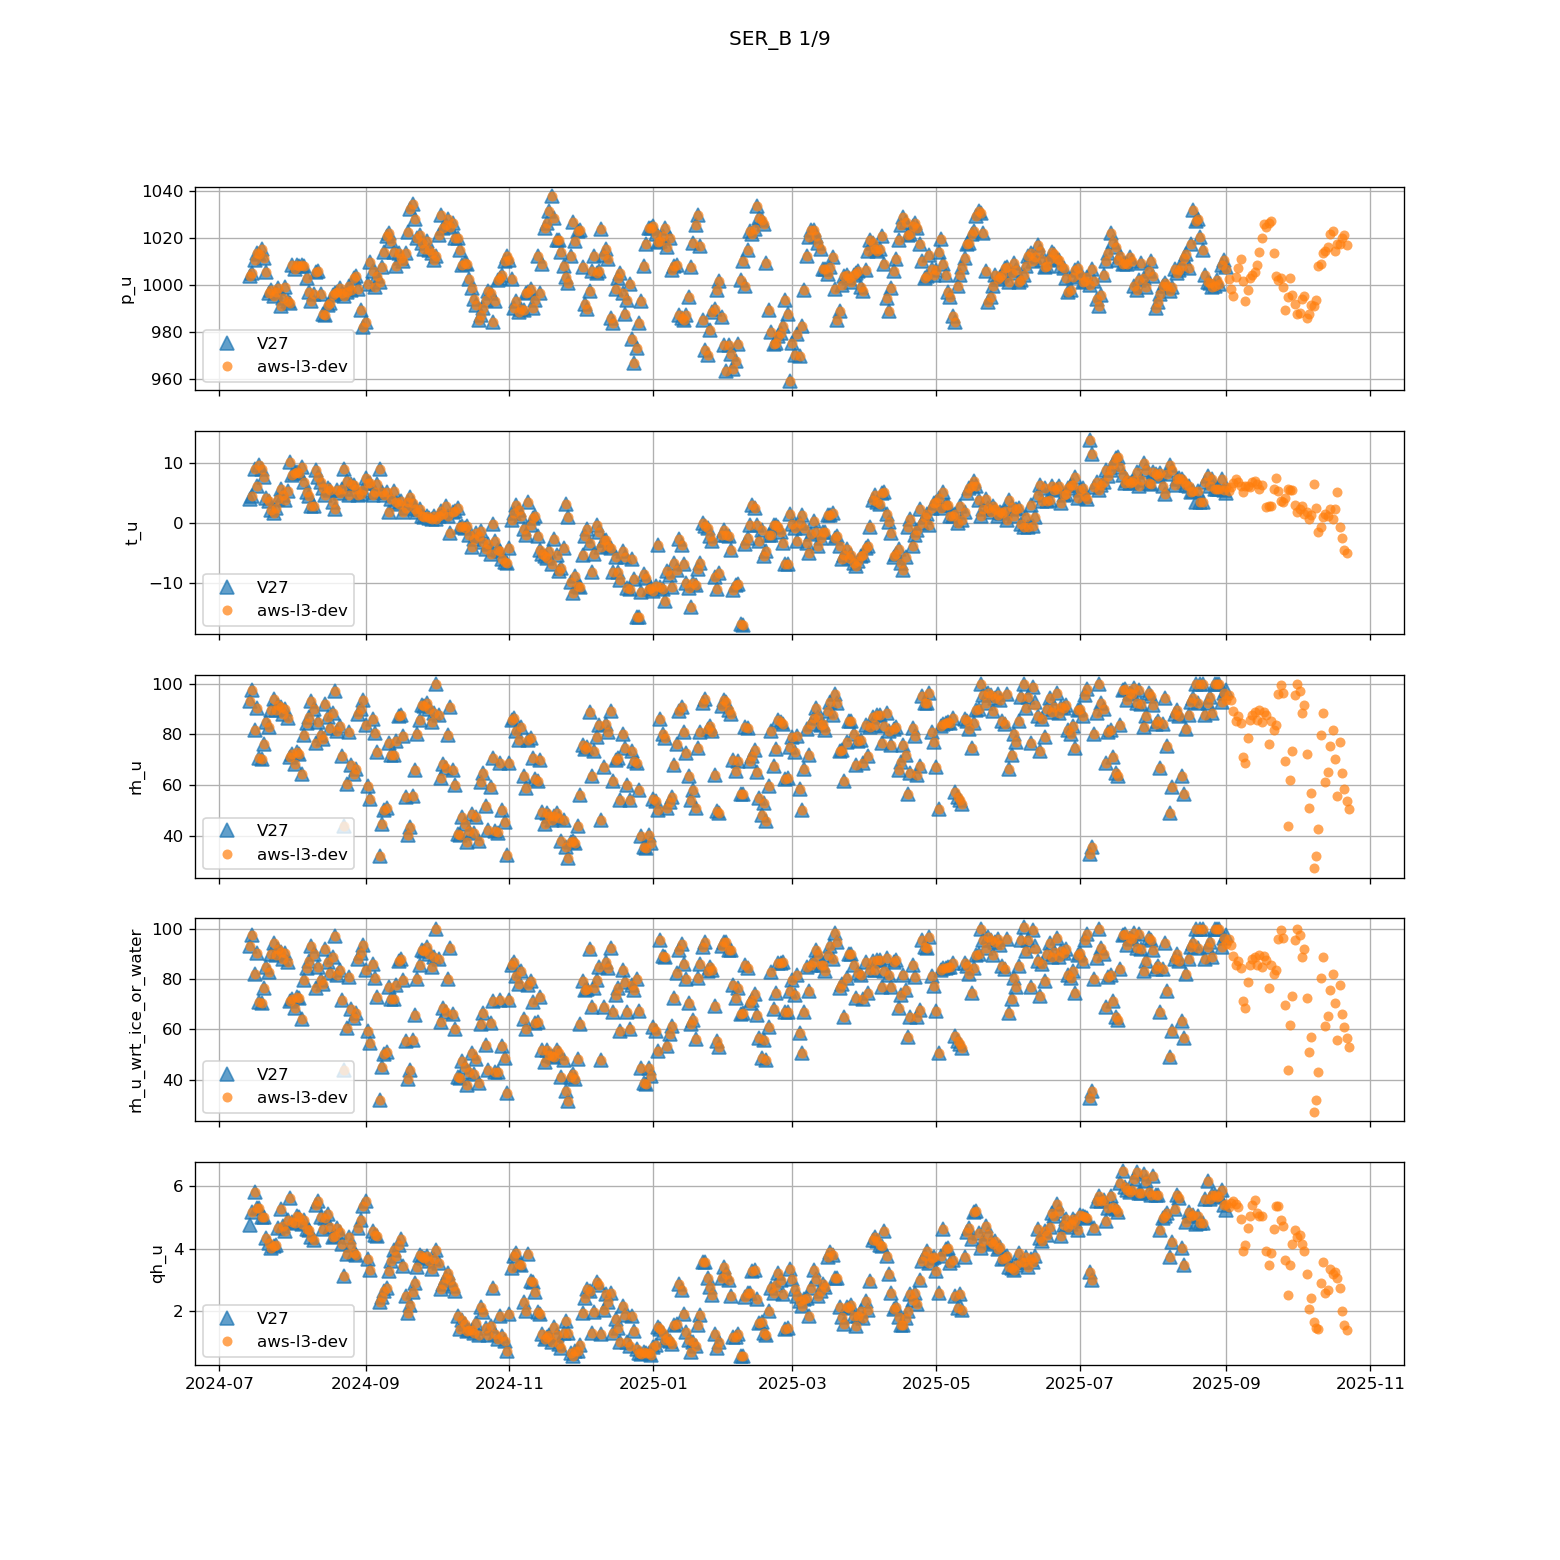 SER_B 1/9
1040
1020
1000
980
960
p_u
V27
aws-l3-dev
10
0
−10
t_u
V27
aws-l3-dev
100
80
60
40
rh_u
V27
aws-l3-dev
100
80
60
40
rh_u_wrt_ice_or_water
V27
aws-l3-dev
6
4
2
qh_u
V27
aws-l3-dev
2024-07 2024-09 2024-11 2025-01 2025-03 2025-05 2025-07 2025-09 2025-11